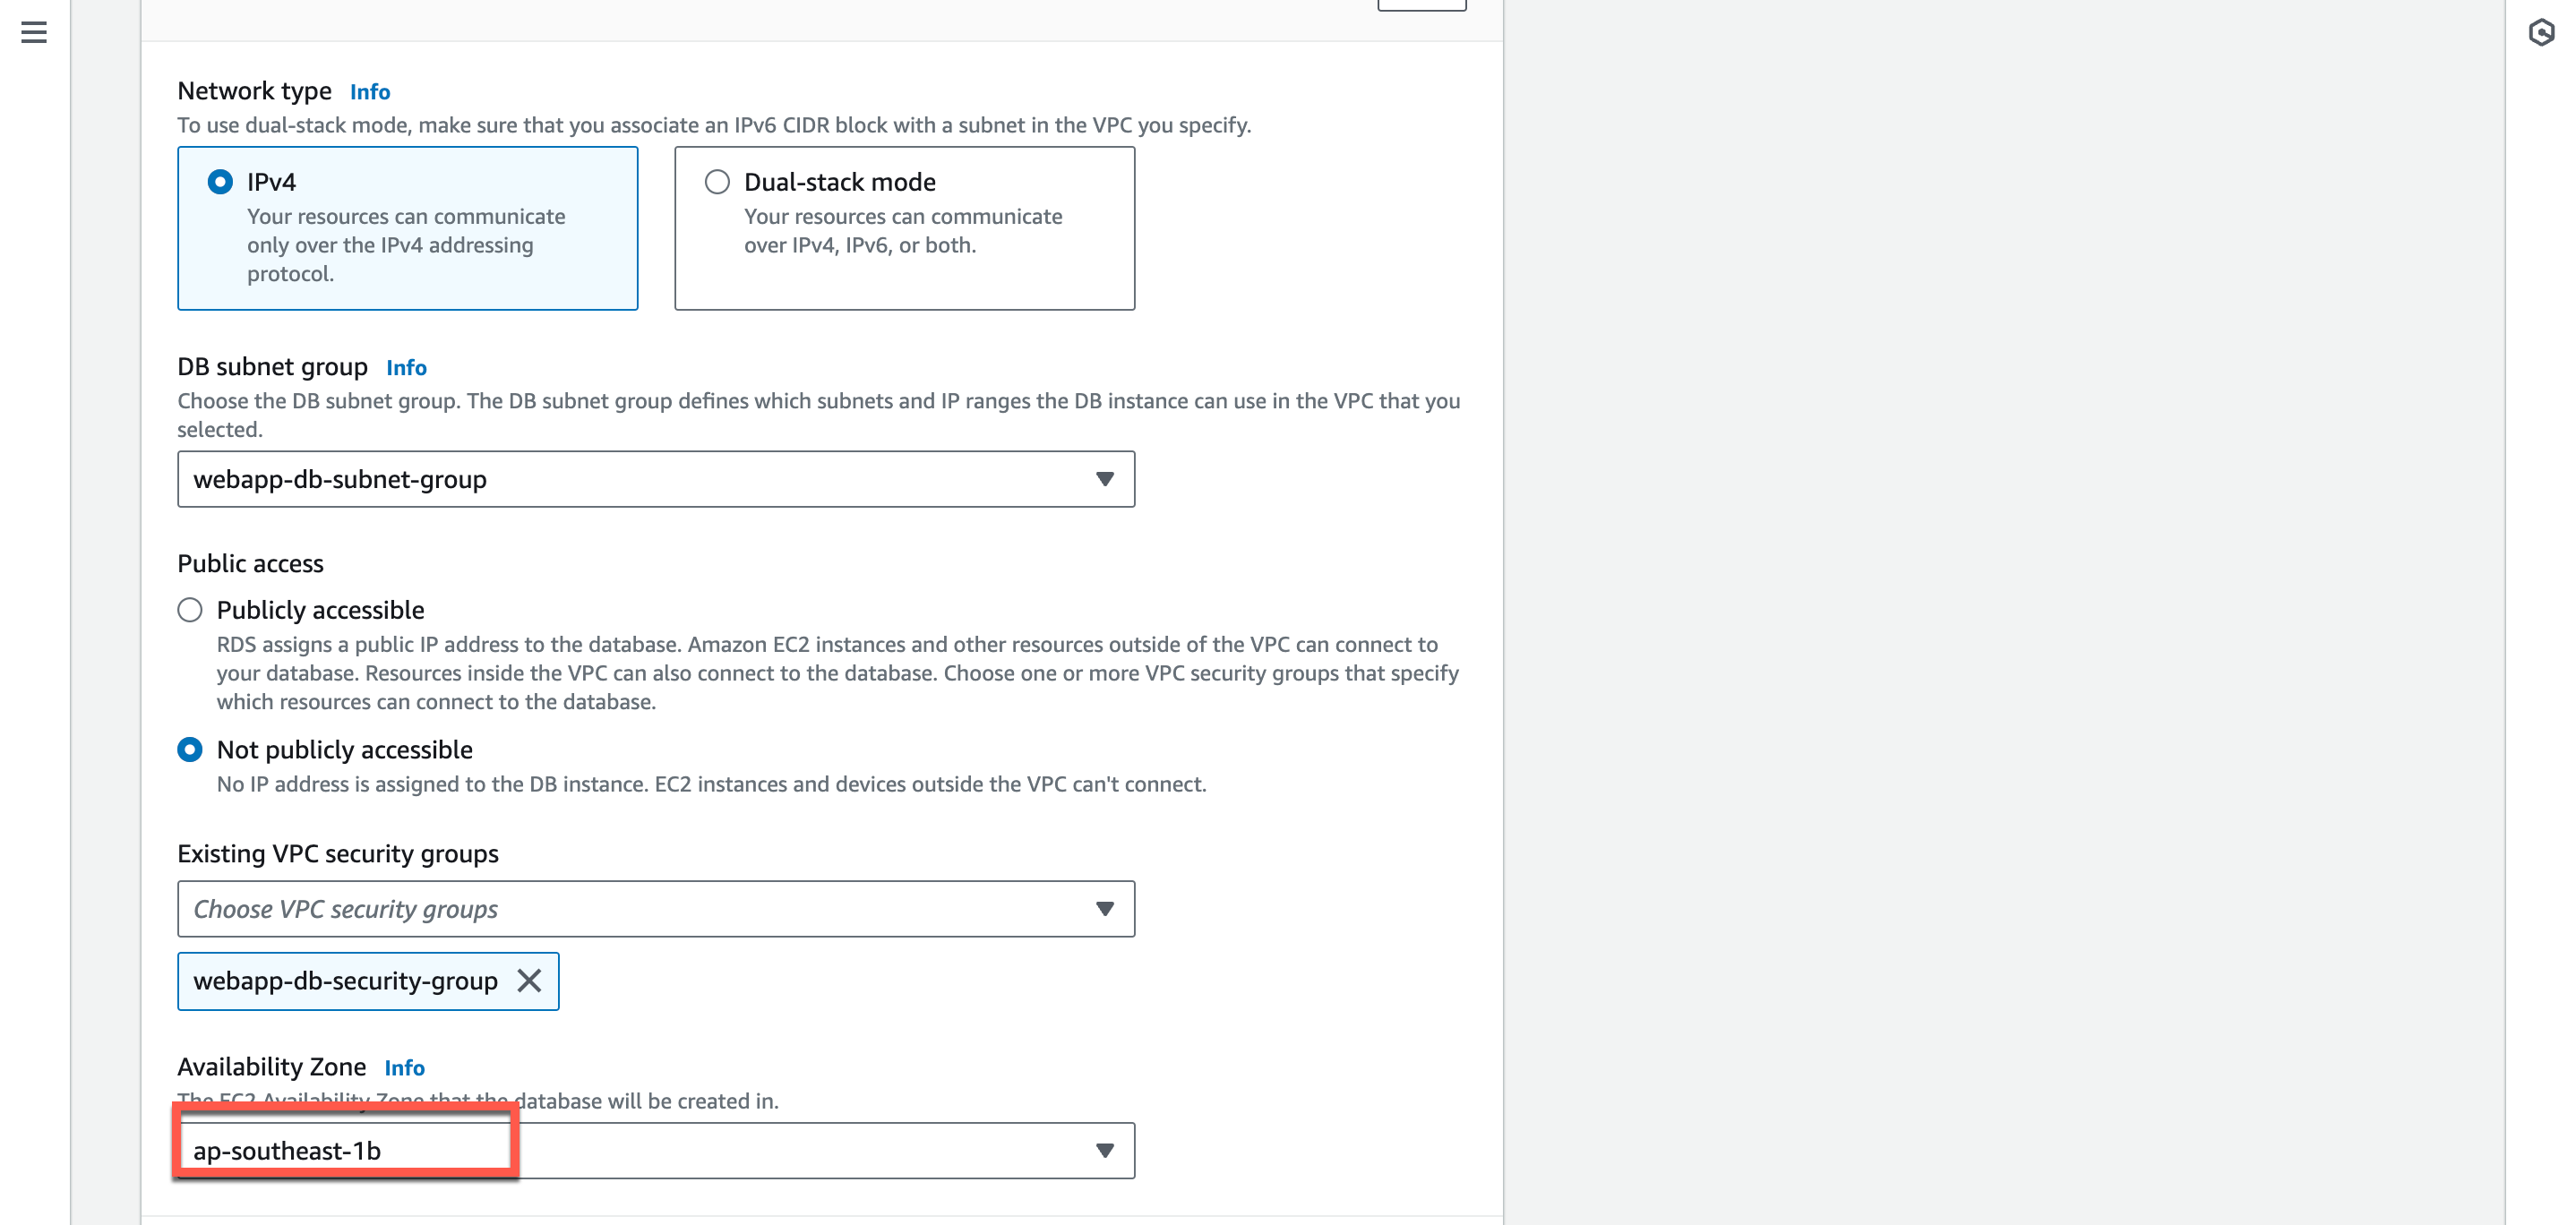 Network type Info
To use dual-stack mode, make sure that you associate an IPv6 CIDR block with a subnet in the VPC you specify.
IPv4
Your resources can communicate
only over the IPv4 addressing
protocol.
Dual-stack mode
Your resources can communicate
over IPv4, IPv6, or both.
DB subnet group Info
Choose the DB subnet group. The DB subnet group defines which subnets and IP ranges the DB instance can use in the VPC that you
selected.
webapp-db-subnet-group
Public access
Publicly accessible
RDS assigns a public IP address to the database. Amazon EC2 instances and other resources outside of the VPC can connect to
your database. Resources inside the VPC can also connect to the database. Choose one or more VPC security groups that specify
which resources can connect to the database.
Not publicly accessible
No IP address is assigned to the DB instance. EC2 instances and devices outside the VPC can't connect.
Existing VPC security groups
Choose VPC security groups
webapp-db-security-group
Availability Zone Info
The EC2 Availability Zone that the database will be created in.
ap-southeast-1b